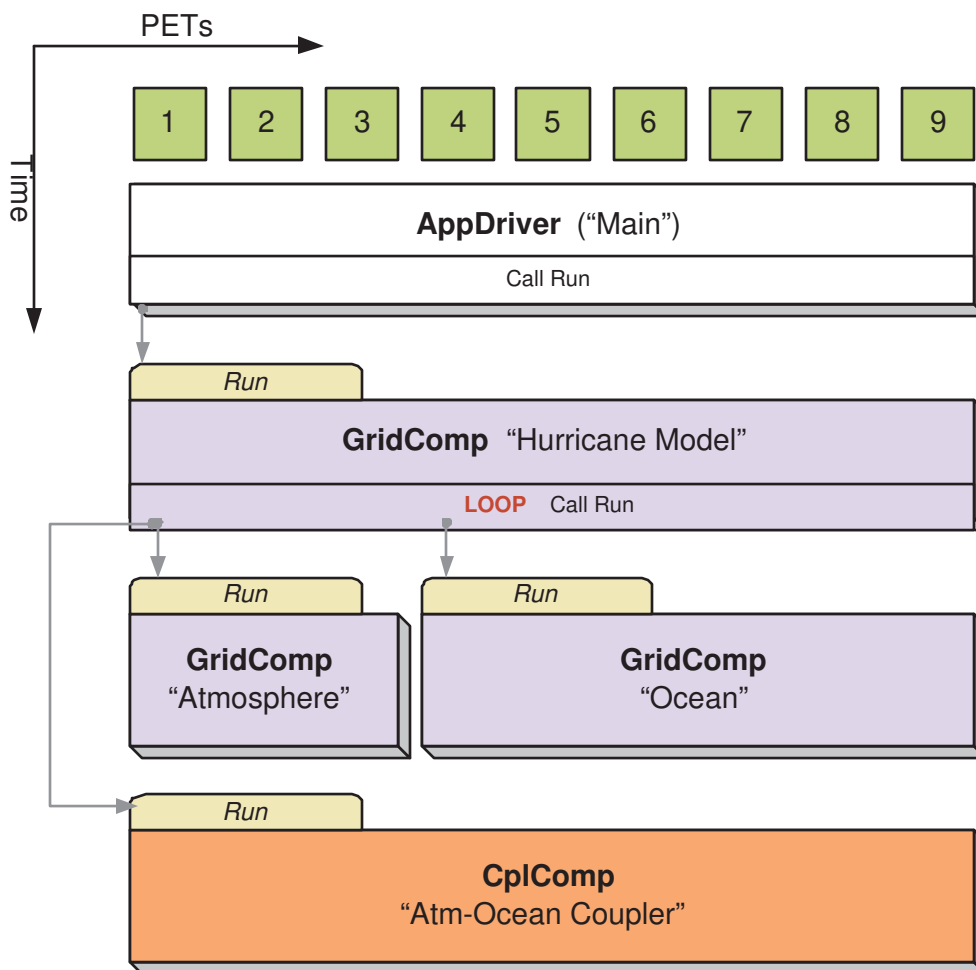 PETs
Time
1 2 3 4 5 6 7 8 9
AppDriver (“Main”)
Call Run
Run
GridComp “Hurricane Model”
LOOP Call Run
Run
GridComp
“Atmosphere”
Run
GridComp
“Ocean”
Run
CplComp
“Atm-Ocean Coupler”